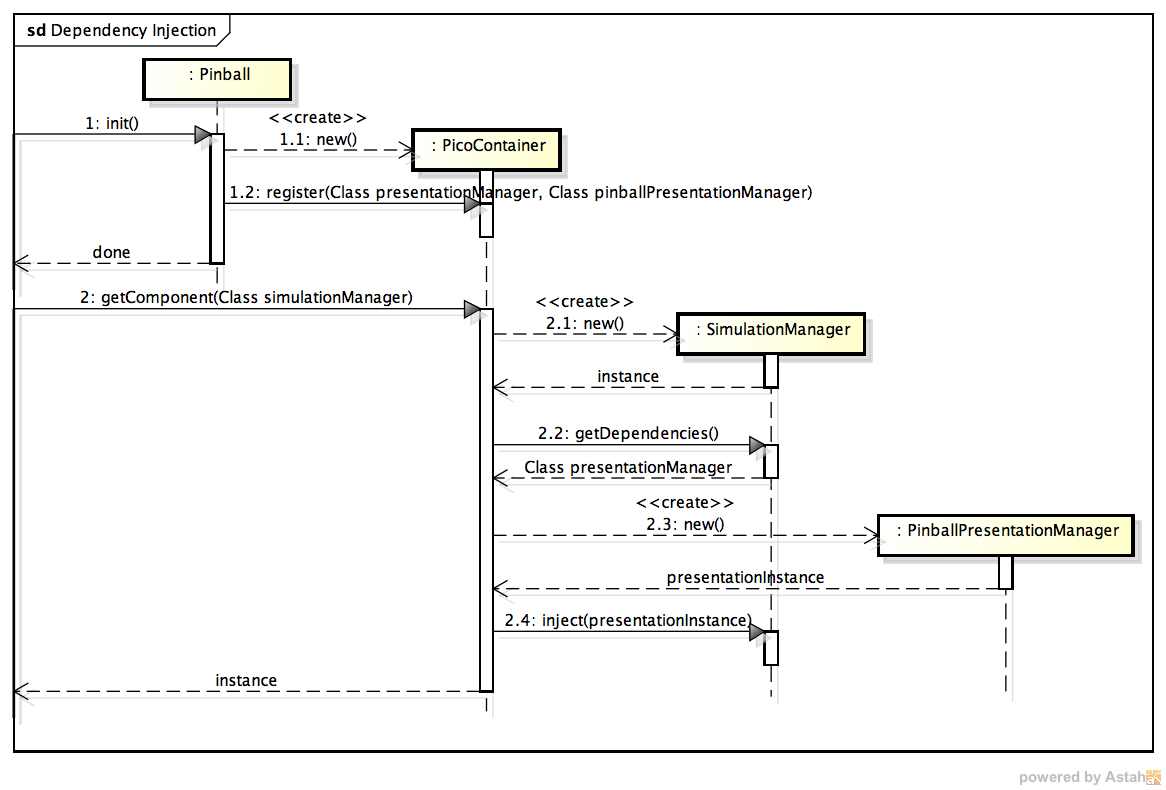 sd Dependency Injection
: Pinball
1: init()
<<create>>
1.1: new()
: PicoContainer
1.2: register(Class presentationManager, Class pinballPresentationManager)
done
2: getComponent(Class simulationManager)
<<create>>
2.1: new()
: SimulationManager
instance
2.2: getDependencies()
Class presentationManager
<<create>>
2.3: new()
: PinballPresentationManager
presentationInstance
2.4: inject(presentationInstance)
instance
powered by Astah